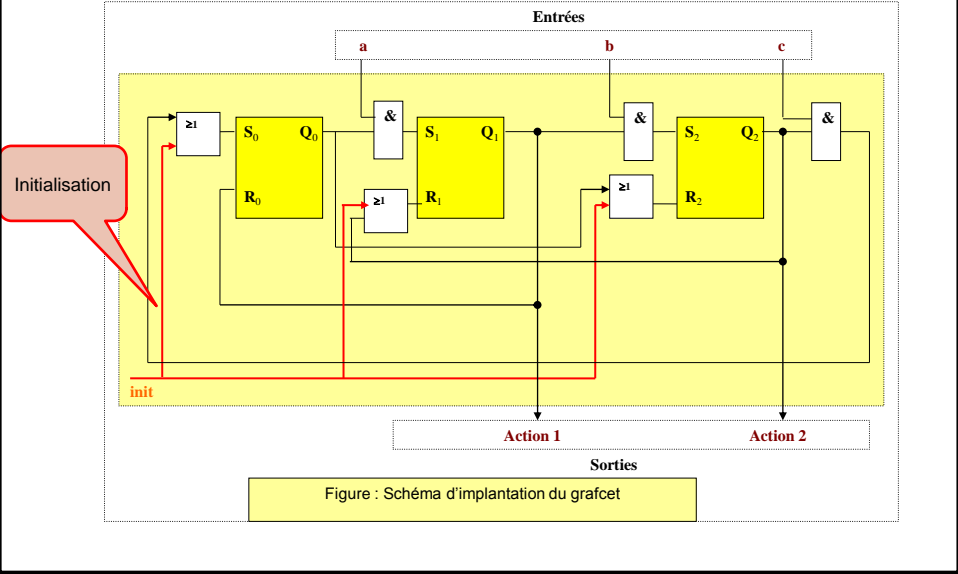 Entrées
a b c
≥1 S0 Q0 & S1 Q1 & S2 Q2 &
Initialisation
R0 ≥1 R1 ≥1 R2
init
Action 1 Action 2
Sorties
Figure : Schéma d'implantation du grafcet